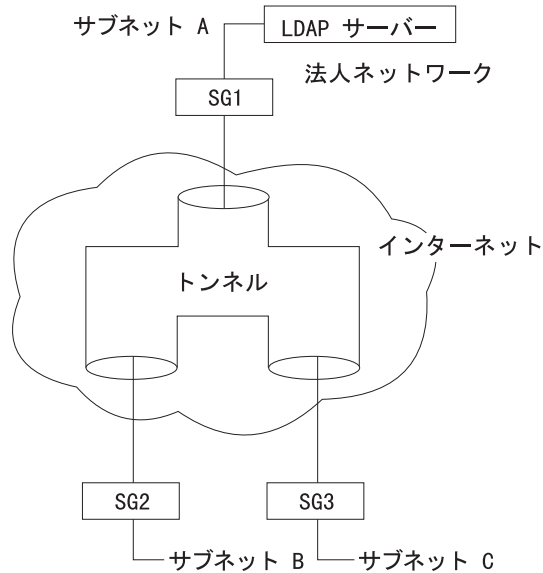 サブネット A
LDAP サーバー
法人ネットワーク
SG1
インターネット
トンネル
SG2
SG3
サブネット B
サブネット C